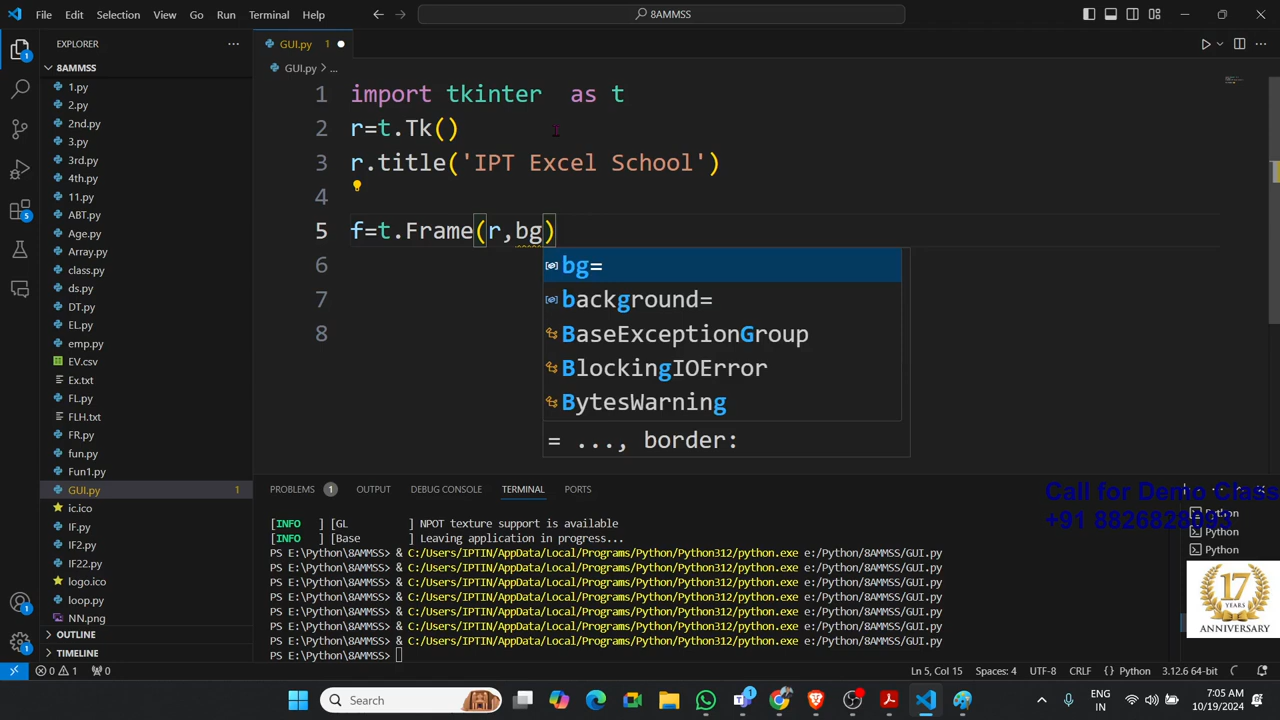 File Edit Selection View Go Run Terminal Help
8AMMSS
EXPLORER
8AMMSS
1.py
2.py
2nd.py
3.py
3rd.py
4th.py
11.py
ABT.py
Age.py
Array.py
class.py
ds.py
DT.py
EL.py
emp.py
EV.csv
Ex.txt
FL.py
FLH.txt
FR.py
fun.py
Fun1.py
GUI.py 1
ic.ico
IF.py
IF2.py
IF22.py
logo.ico
loop.py
NN.png
OUTLINE
TIMELINE
GUI.py 1
GUI.py > ...
1 import tkinter  as t
2 r=t.Tk()
3 r.title('IPT Excel School')
4
5 f=t.Frame(r,bg)
6
7
8
bg=
background=
BaseExceptionGroup
BlockingIOError
BytesWarning
= ..., border:
PROBLEMS 1 OUTPUT DEBUG CONSOLE TERMINAL PORTS
[INFO   ] [GL          ] NPOT texture support is available
[INFO   ] [Base        ] Leaving application in progress...
PS E:\Python\8AMMSS> & C:/Users/IPTIN/AppData/Local/Programs/Python/Python312/python.exe e:/Python/8AMMSS/GUI.py
PS E:\Python\8AMMSS> & C:/Users/IPTIN/AppData/Local/Programs/Python/Python312/python.exe e:/Python/8AMMSS/GUI.py
PS E:\Python\8AMMSS> & C:/Users/IPTIN/AppData/Local/Programs/Python/Python312/python.exe e:/Python/8AMMSS/GUI.py
PS E:\Python\8AMMSS> & C:/Users/IPTIN/AppData/Local/Programs/Python/Python312/python.exe e:/Python/8AMMSS/GUI.py
PS E:\Python\8AMMSS> & C:/Users/IPTIN/AppData/Local/Programs/Python/Python312/python.exe e:/Python/8AMMSS/GUI.py
PS E:\Python\8AMMSS> & C:/Users/IPTIN/AppData/Local/Programs/Python/Python312/python.exe e:/Python/8AMMSS/GUI.py
PS E:\Python\8AMMSS> & C:/Users/IPTIN/AppData/Local/Programs/Python/Python312/python.exe e:/Python/8AMMSS/GUI.py
PS E:\Python\8AMMSS>
Call for Demo Class
+91 8826828093
Python
Python
Python
17
YEARS
ANNIVERSARY
0 1 0
Ln 5, Col 15 Spaces: 4 UTF-8 CRLF {} Python 3.12.6 64-bit
Search
ENG
IN
7:05 AM
10/19/2024